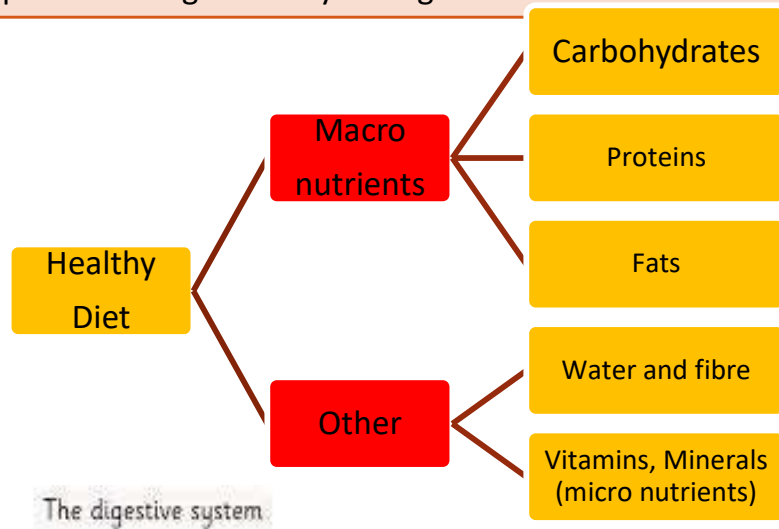 Carbohydrates
Macro
nutrients
Proteins
Fats
Healthy
Diet
Water and fibre
Other
Vitamins, Minerals
(micro nutrients)
The digestive system